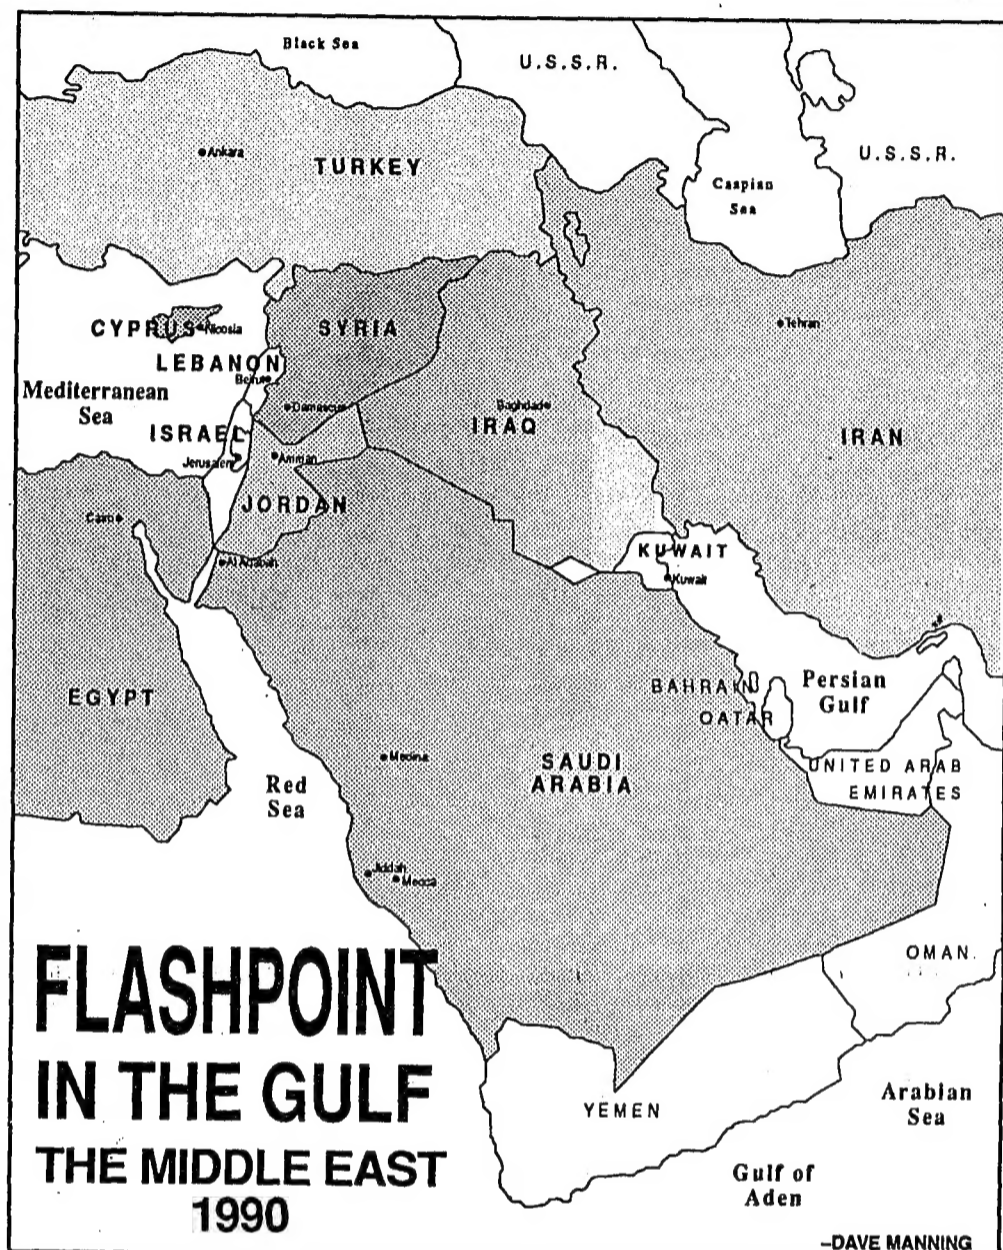 Black Sea
U.S.S.R.
U.S.S.R.
Ankara
TURKEY
Caspian
Sea
CYPRUS
Nicosia
SYRIA
Tehran
LEBANON
Beirut
Mediterranean
Sea
Damascus
Baghdad
IRAQ
ISRAEL
IRAN
Jerusalem
Amman
JORDAN
Cairo
KUWAIT
Kuwait
EGYPT
BAHRAIN
QATAR
Persian
Gulf
Medina
SAUDI
ARABIA
UNITED ARAB
EMIRATES
Red
Sea
Jiddah
Mecca
OMAN
FLASHPOINT
IN THE GULF
THE MIDDLE EAST
1990
YEMEN
Arabian
Sea
Gulf of
Aden
–DAVE MANNING